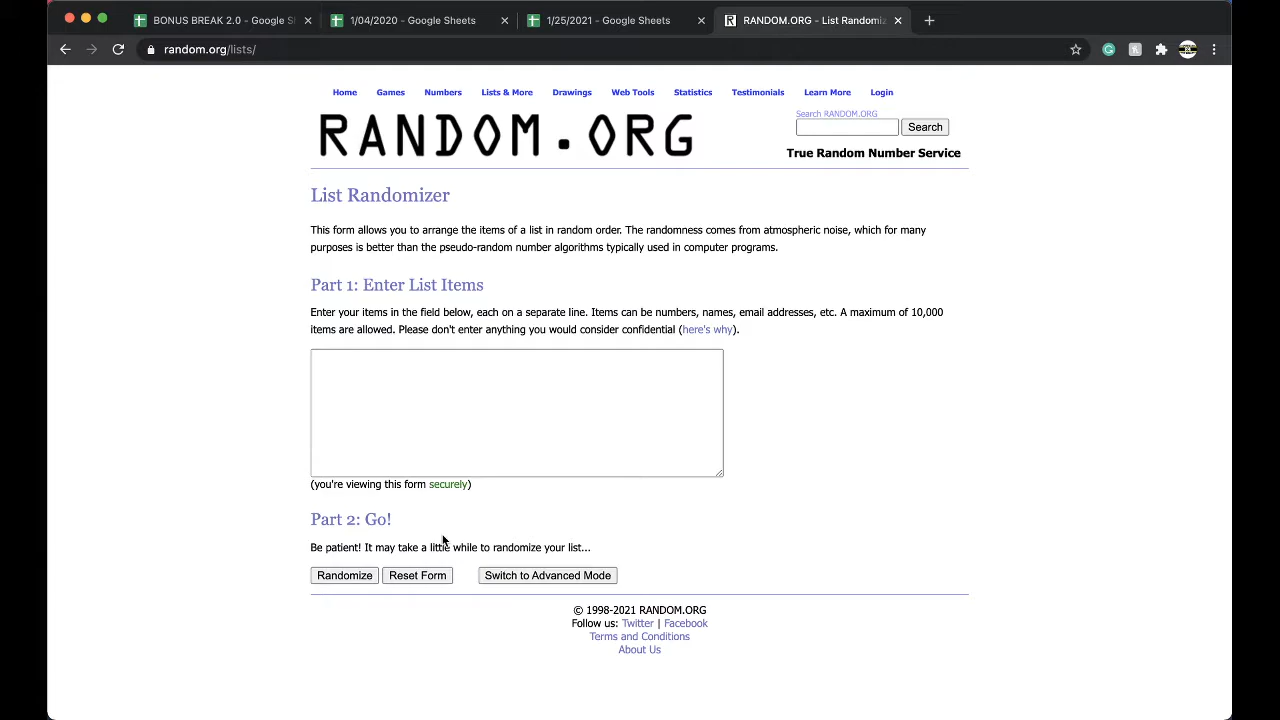 BONUS BREAK 2.0 - Google S
1/04/2020 - Google Sheets
1/25/2021 - Google Sheets
RANDOM.ORG - List Randomiz
random.org/lists/
Home Games Numbers Lists & More Drawings Web Tools Statistics Testimonials Learn More Login
RANDOM.ORG
Search RANDOM.ORG
Search
True Random Number Service
List Randomizer
This form allows you to arrange the items of a list in random order. The randomness comes from atmospheric noise, which for many
purposes is better than the pseudo-random number algorithms typically used in computer programs.
Part 1: Enter List Items
Enter your items in the field below, each on a separate line. Items can be numbers, names, email addresses, etc. A maximum of 10,000
items are allowed. Please don't enter anything you would consider confidential (here's why).
(you're viewing this form securely)
Part 2: Go!
Be patient! It may take a little while to randomize your list...
Randomize Reset Form Switch to Advanced Mode
© 1998-2021 RANDOM.ORG
Follow us: Twitter | Facebook
Terms and Conditions
About Us